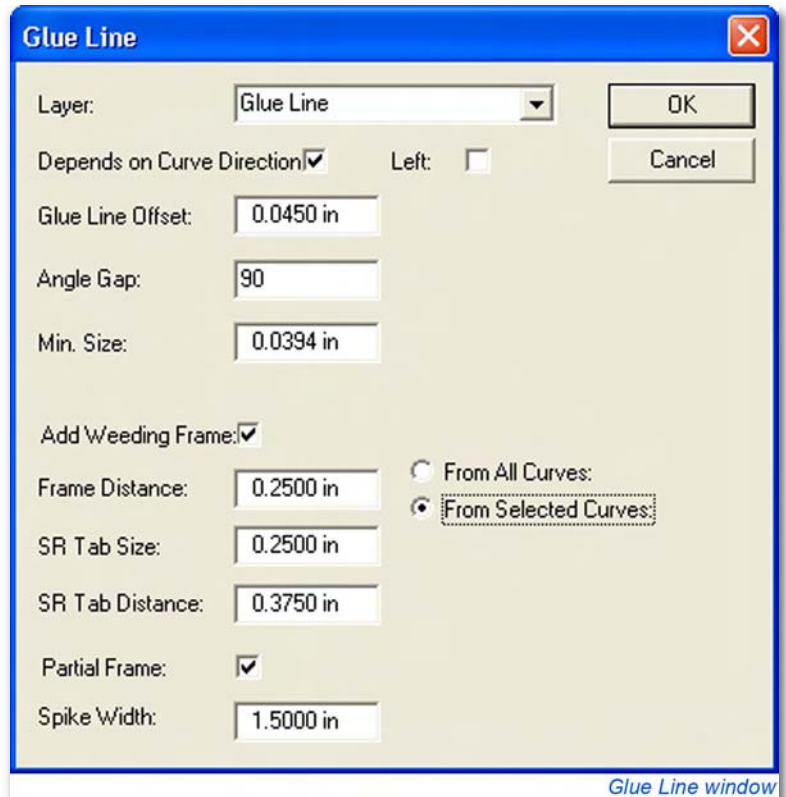 Glue Line
Layer: Glue Line OK
Depends on Curve Direction Left: Cancel
Glue Line Offset: 0.0450 in
Angle Gap: 90
Min. Size: 0.0394 in
Add Weeding Frame:
From All Curves:
Frame Distance: 0.2500 in
From Selected Curves:
SR Tab Size: 0.2500 in
SR Tab Distance: 0.3750 in
Partial Frame:
Spike Width: 1.5000 in
Glue Line window